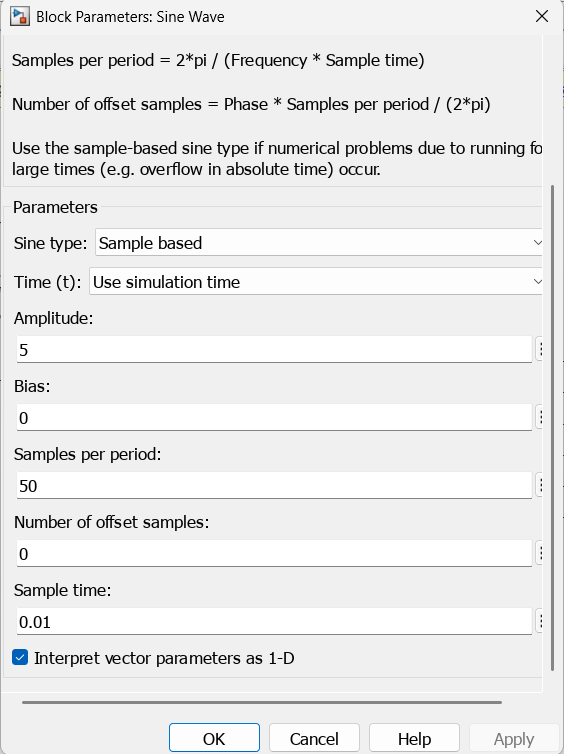 Block Parameters: Sine Wave
Samples per period = 2*pi / (Frequency * Sample time)
Number of offset samples = Phase * Samples per period / (2*pi)
Use the sample-based sine type if numerical problems due to running fo
large times (e.g. overflow in absolute time) occur.
Parameters
Sine type: Sample based
Time (t): Use simulation time
Amplitude:
5
Bias:
0
Samples per period:
50
Number of offset samples:
0
Sample time:
0.01
Interpret vector parameters as 1-D
OK Cancel Help Apply